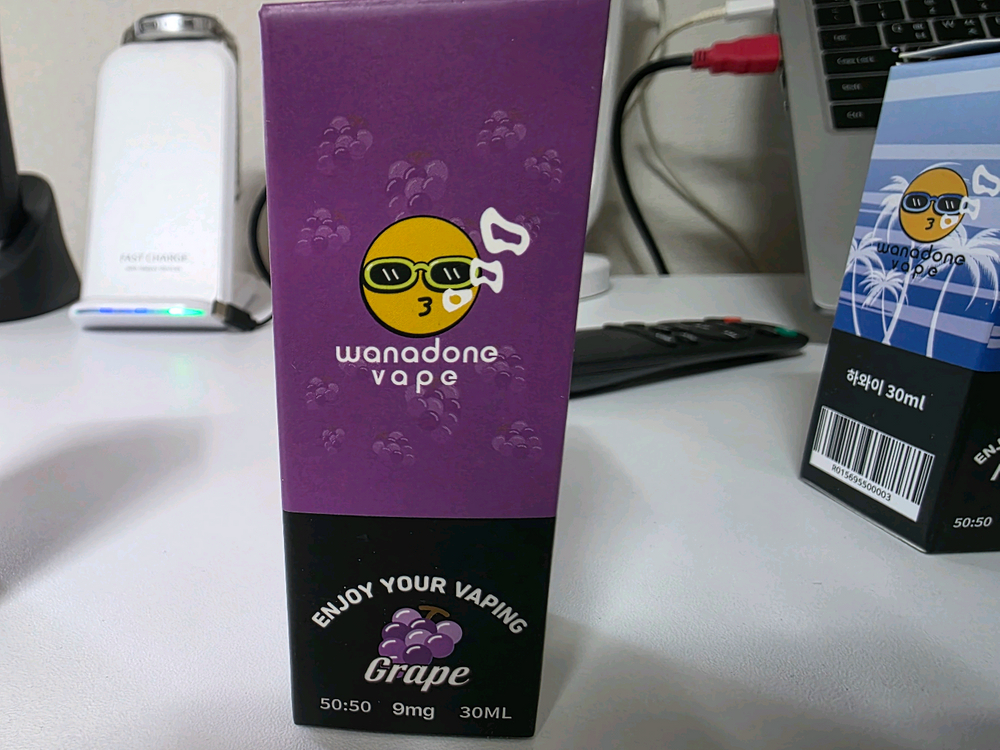 FAST CHARGE
wanadone
vape
ENJOY YOUR VAPING
Grape
50:50 9mg 30ML
wanadone
vape
하와이 30ml
R015695500003
50:50